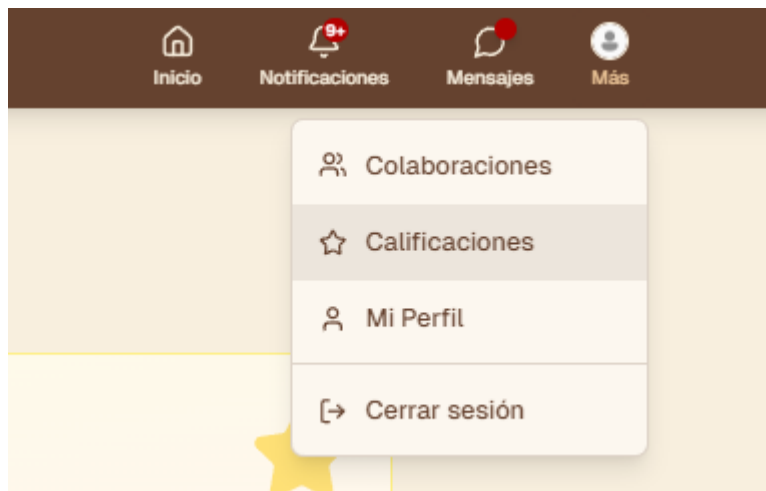 9+
Inicio Notificaciones Mensajes Más
Colaboraciones
Calificaciones
Mi Perfil
Cerrar sesión